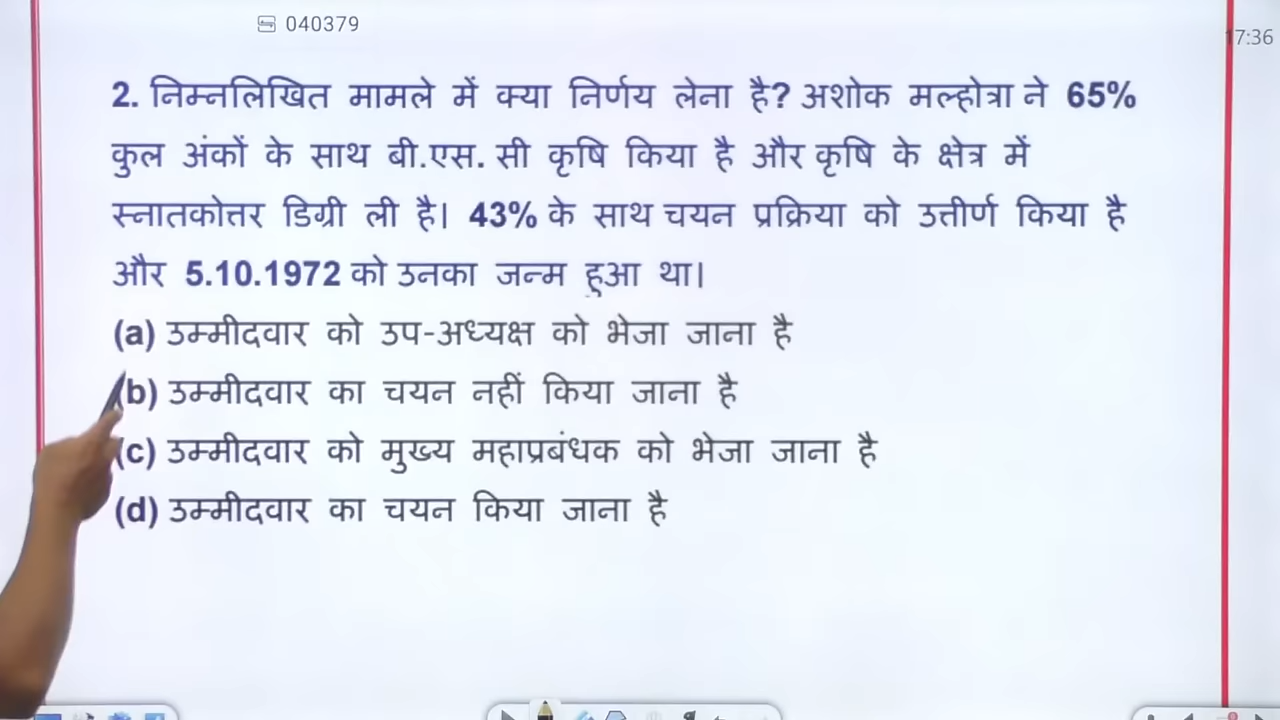 040379
17:36
2. निम्नलिखित मामले में क्या निर्णय लेना है? अशोक मल्होत्रा ने 65%
कुल अंकों के साथ बी.एस. सी कृषि किया है और कृषि के क्षेत्र में
स्नातकोत्तर डिग्री ली है। 43% के साथ चयन प्रक्रिया को उत्तीर्ण किया है
और 5.10.1972 को उनका जन्म हुआ था।
(a) उम्मीदवार को उप-अध्यक्ष को भेजा जाना है
(b) उम्मीदवार का चयन नहीं किया जाना है
(c) उम्मीदवार को मुख्य महाप्रबंधक को भेजा जाना है
(d) उम्मीदवार का चयन किया जाना है